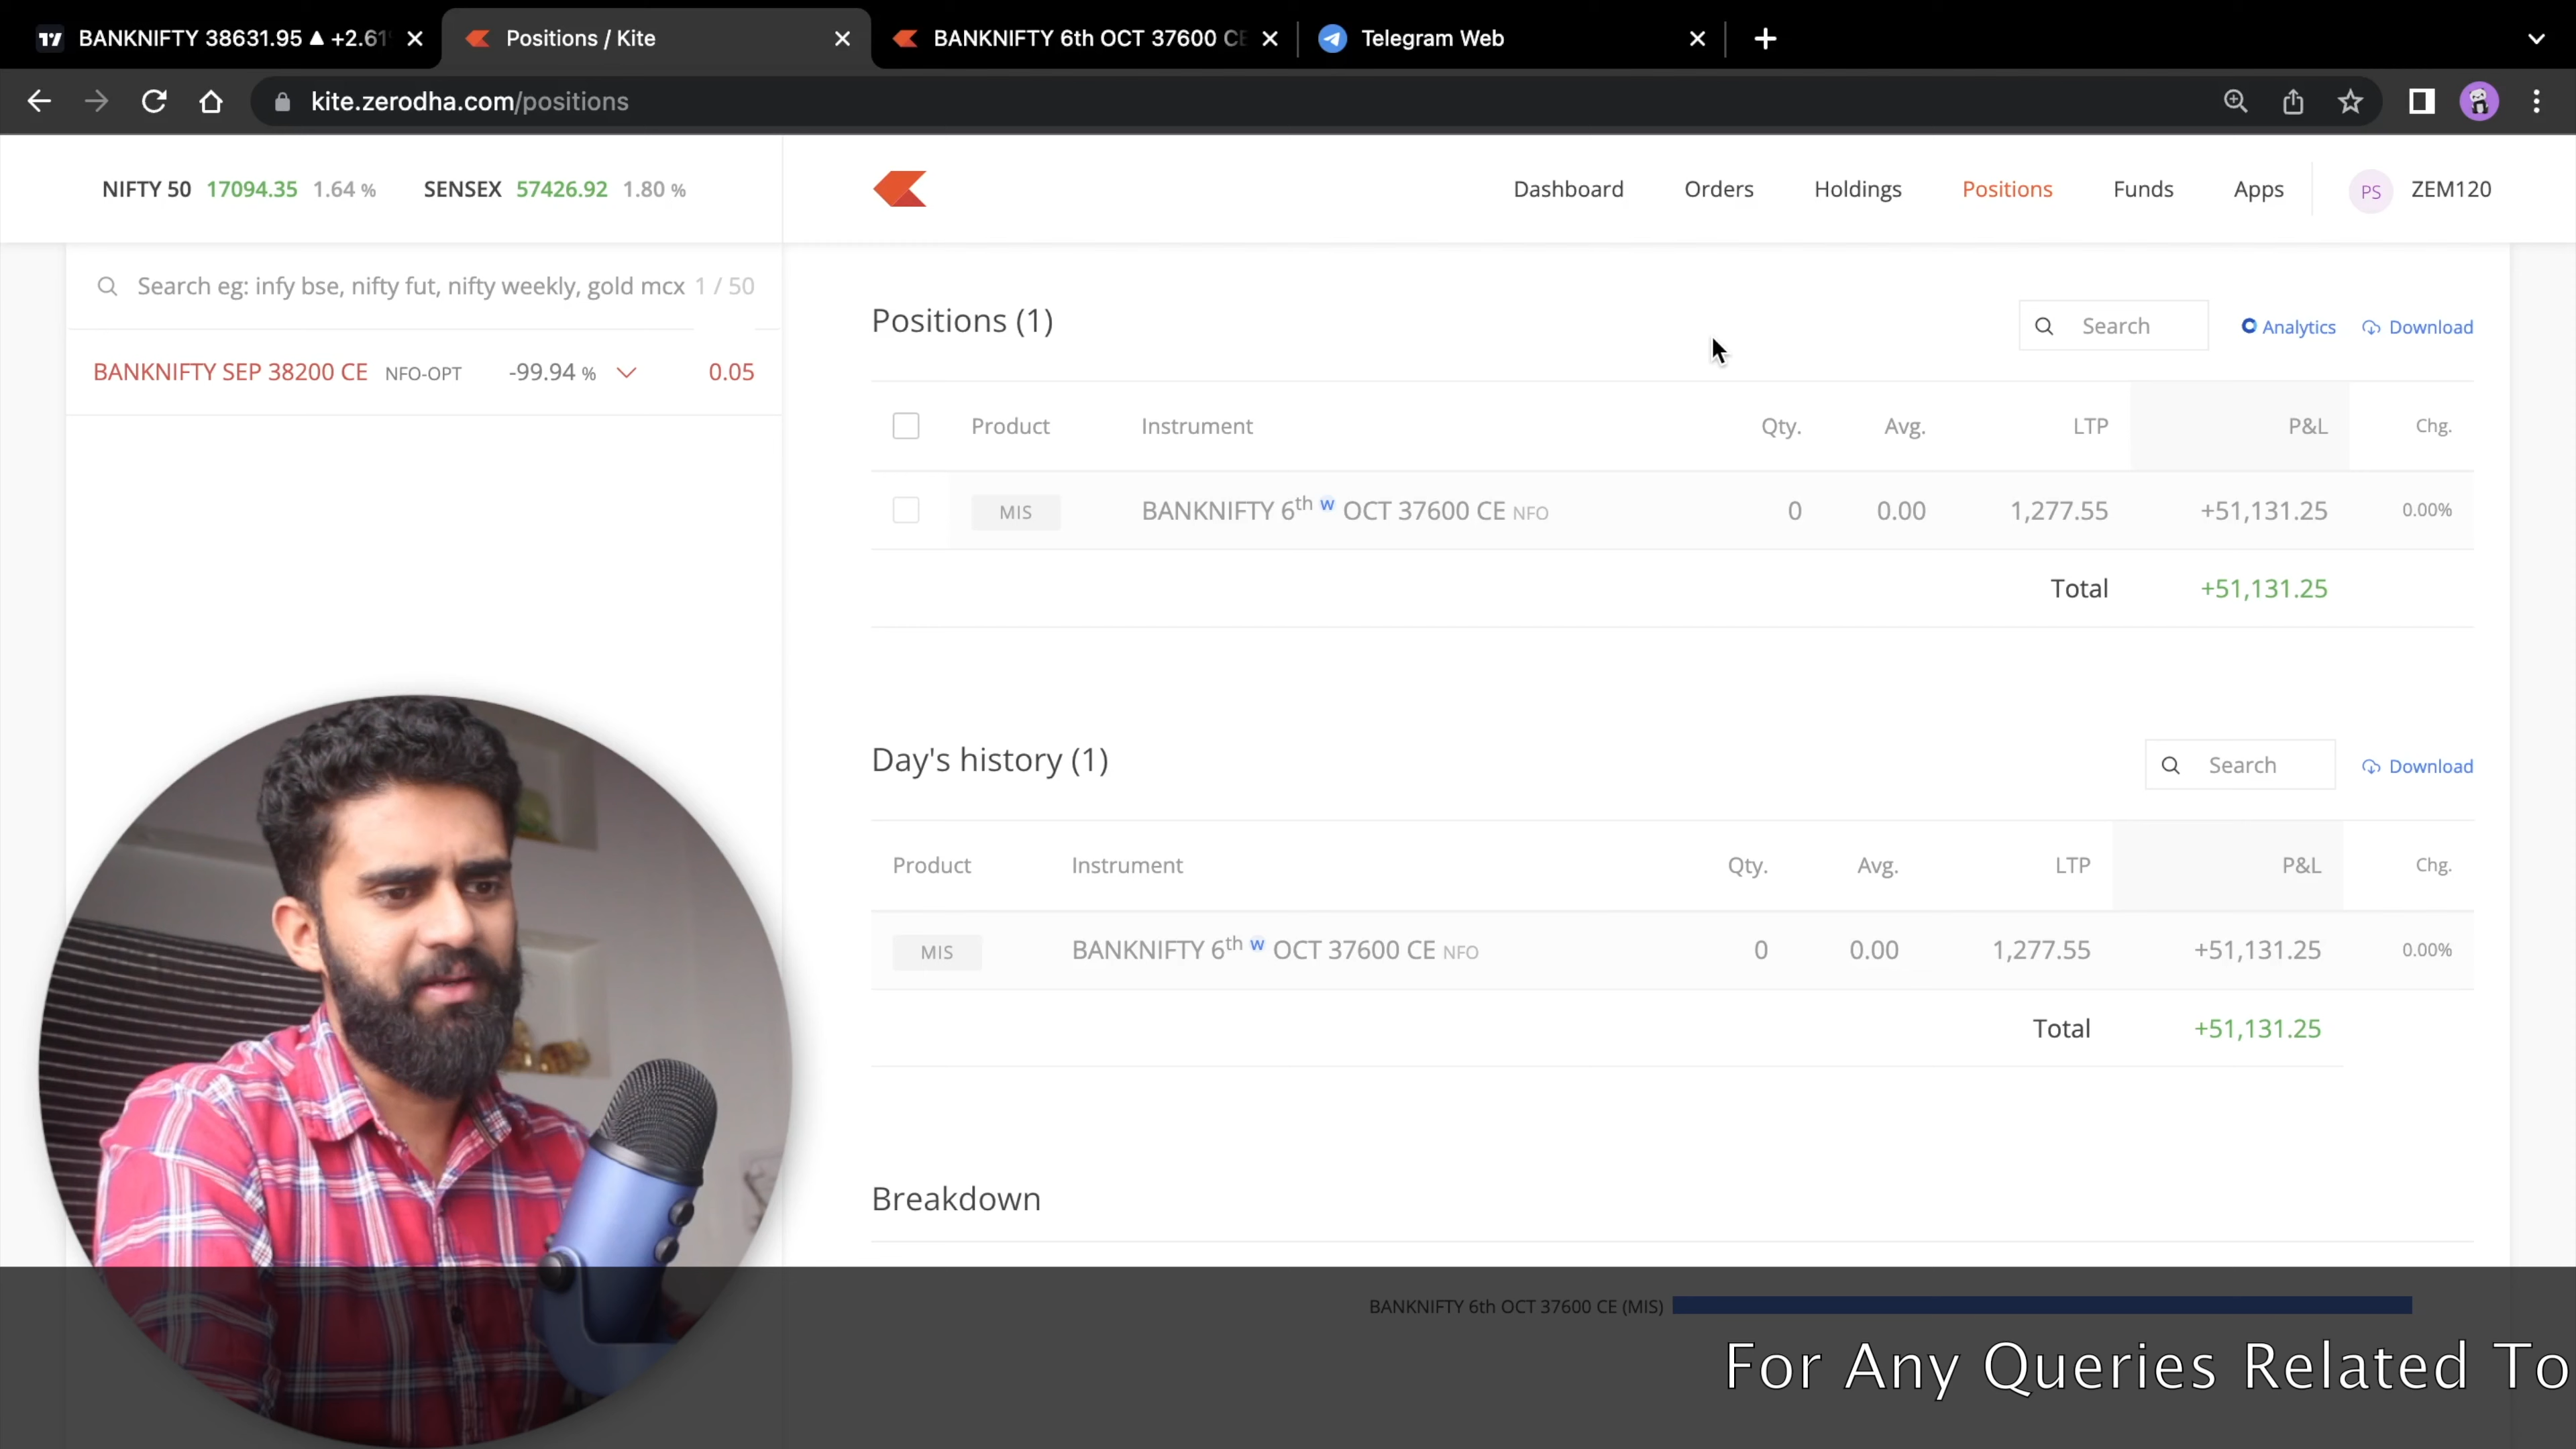 BANKNIFTY 38631.95 ▲ +2.61
Positions / Kite
BANKNIFTY 6th OCT 37600 CE
Telegram Web
kite.zerodha.com/positions
NIFTY 50 17094.35 1.64 % SENSEX 57426.92 1.80 %
Dashboard Orders Holdings Positions Funds Apps PS ZEM120
Search eg: infy bse, nifty fut, nifty weekly, gold mcx 1 / 50
BANKNIFTY SEP 38200 CE NFO-OPT -99.94 % 0.05
Positions (1) Search Analytics Download
Product Instrument Qty. Avg. LTP P&L Chg.
MIS BANKNIFTY 6th w OCT 37600 CE NFO 0 0.00 1,277.55 +51,131.25 0.00%
Total +51,131.25
Day's history (1) Search Download
Product Instrument Qty. Avg. LTP P&L Chg.
MIS BANKNIFTY 6th w OCT 37600 CE NFO 0 0.00 1,277.55 +51,131.25 0.00%
Total +51,131.25
Breakdown
BANKNIFTY 6th OCT 37600 CE (MIS)
For Any Queries Related To